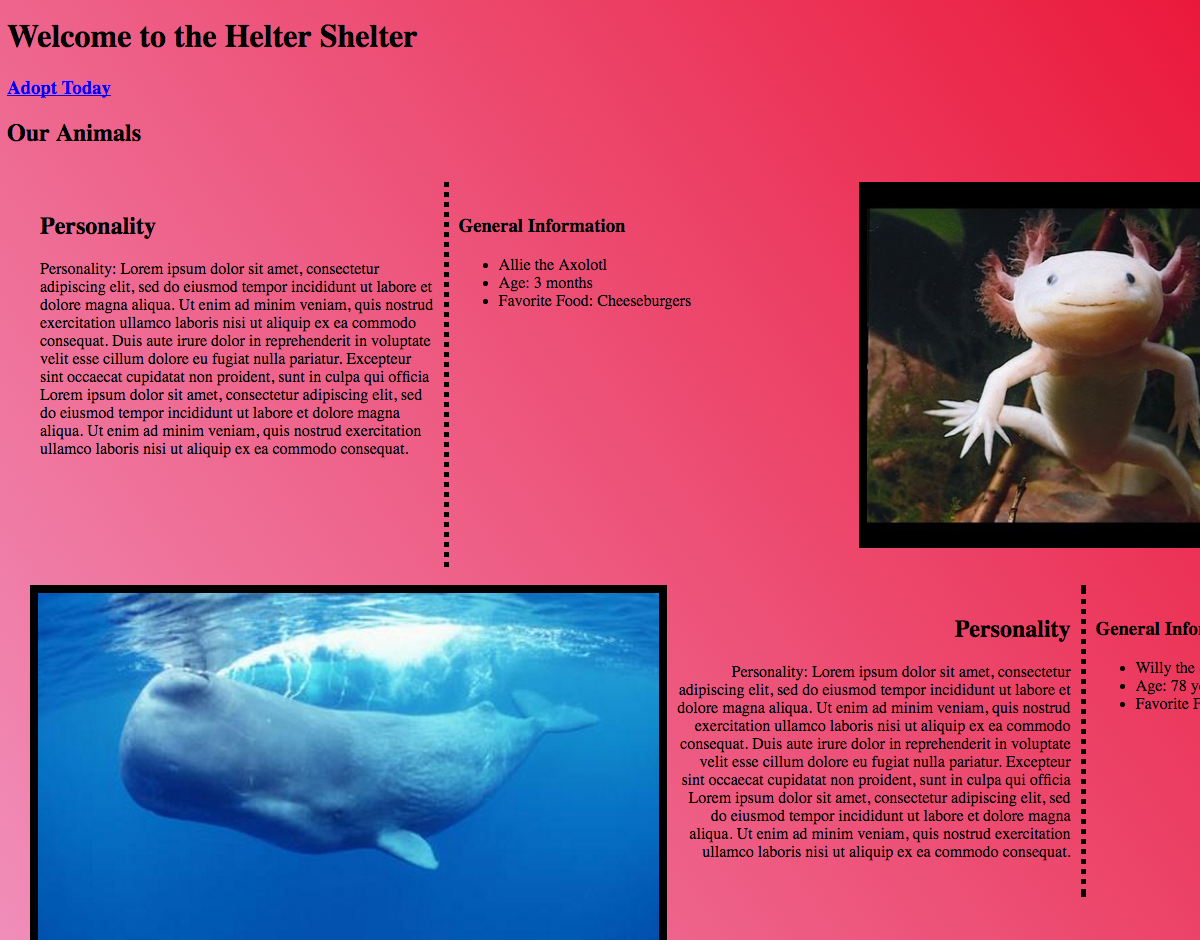 Welcome to the Helter Shelter
Adopt Today
Our Animals
Personality
Personality: Lorem ipsum dolor sit amet, consectetur
adipiscing elit, sed do eiusmod tempor incididunt ut labore et
dolore magna aliqua. Ut enim ad minim veniam, quis nostrud
exercitation ullamco laboris nisi ut aliquip ex ea commodo
consequat. Duis aute irure dolor in reprehenderit in voluptate
velit esse cillum dolore eu fugiat nulla pariatur. Excepteur
sint occaecat cupidatat non proident, sunt in culpa qui officia
Lorem ipsum dolor sit amet, consectetur adipiscing elit, sed
do eiusmod tempor incididunt ut labore et dolore magna
aliqua. Ut enim ad minim veniam, quis nostrud exercitation
ullamco laboris nisi ut aliquip ex ea commodo consequat.
General Information
• Allie the Axolotl
• Age: 3 months
• Favorite Food: Cheeseburgers
Personality
Personality: Lorem ipsum dolor sit amet, consectetur
adipiscing elit, sed do eiusmod tempor incididunt ut labore et
dolore magna aliqua. Ut enim ad minim veniam, quis nostrud
exercitation ullamco laboris nisi ut aliquip ex ea commodo
consequat. Duis aute irure dolor in reprehenderit in voluptate
velit esse cillum dolore eu fugiat nulla pariatur. Excepteur
sint occaecat cupidatat non proident, sunt in culpa qui officia
Lorem ipsum dolor sit amet, consectetur adipiscing elit, sed
do eiusmod tempor incididunt ut labore et dolore magna
aliqua. Ut enim ad minim veniam, quis nostrud exercitation
ullamco laboris nisi ut aliquip ex ea commodo consequat.
General
• Willy the
• Age: 78
• Favorite